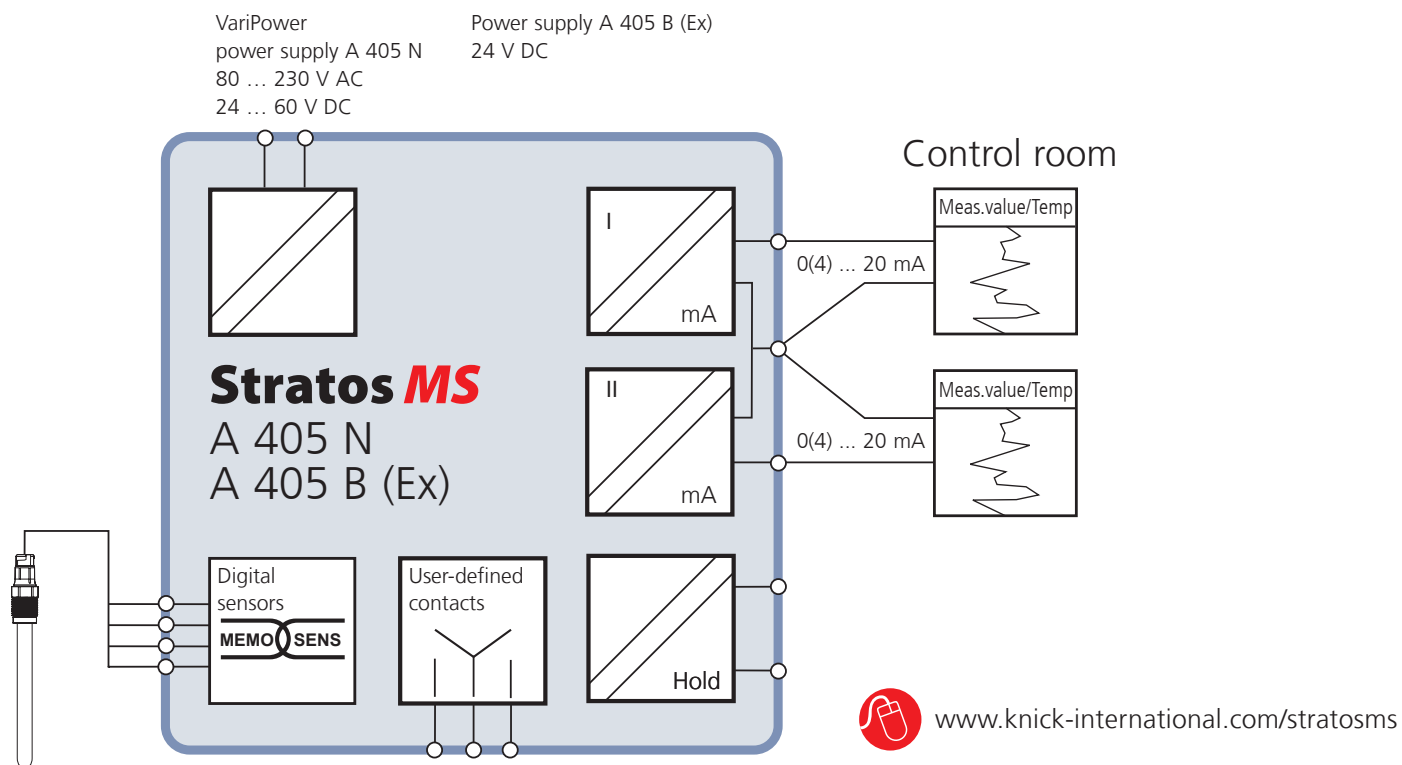 VariPower
power supply A 405 N
80 … 230 V AC
24 … 60 V DC
Power supply A 405 B (Ex)
24 V DC
Control room
I
mA
Meas.value/Temp
0(4) ... 20 mA
Stratos MS
A 405 N
A 405 B (Ex)
II
mA
Meas.value/Temp
0(4) ... 20 mA
Digital
sensors
MEMO SENS
User-defined
contacts
Hold
www.knick-international.com/stratosms